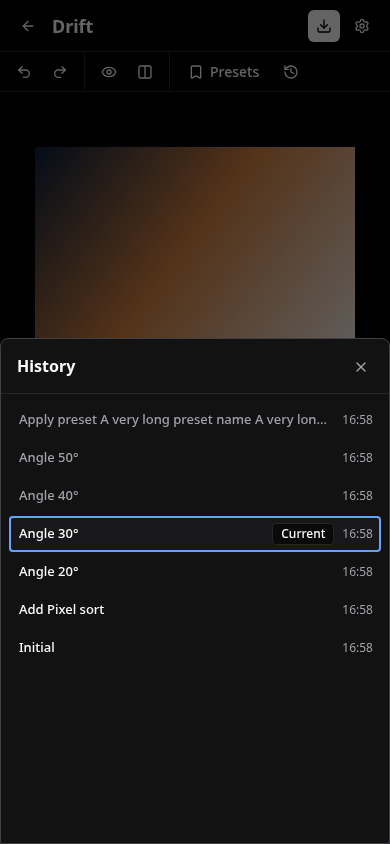 Drift
Presets
History
Apply preset A very long preset name A very lon... 16:58
Angle 50° 16:58
Angle 40° 16:58
Angle 30° Current 16:58
Angle 20° 16:58
Add Pixel sort 16:58
Initial 16:58